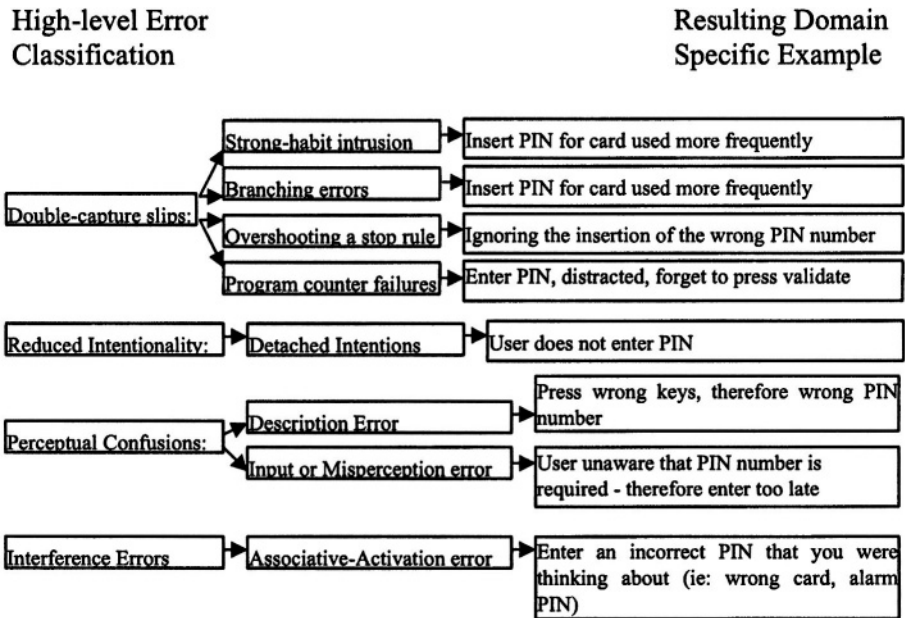 High-level Error
Classification
Resulting Domain
Specific Example
Double-capture slips:
Strong-habit intrusion
Insert PIN for card used more frequently
Branching errors
Insert PIN for card used more frequently
Overshooting a stop rule
Ignoring the insertion of the wrong PIN number
Program counter failures
Enter PIN, distracted, forget to press validate
Reduced Intentionality:
Detached Intentions
User does not enter PIN
Perceptual Confusions:
Description Error
Press wrong keys, therefore wrong PIN
number
Input or Misperception error
User unaware that PIN number is
required - therefore enter too late
Interference Errors
Associative-Activation error
Enter an incorrect PIN that you were
thinking about (ie: wrong card, alarm
PIN)